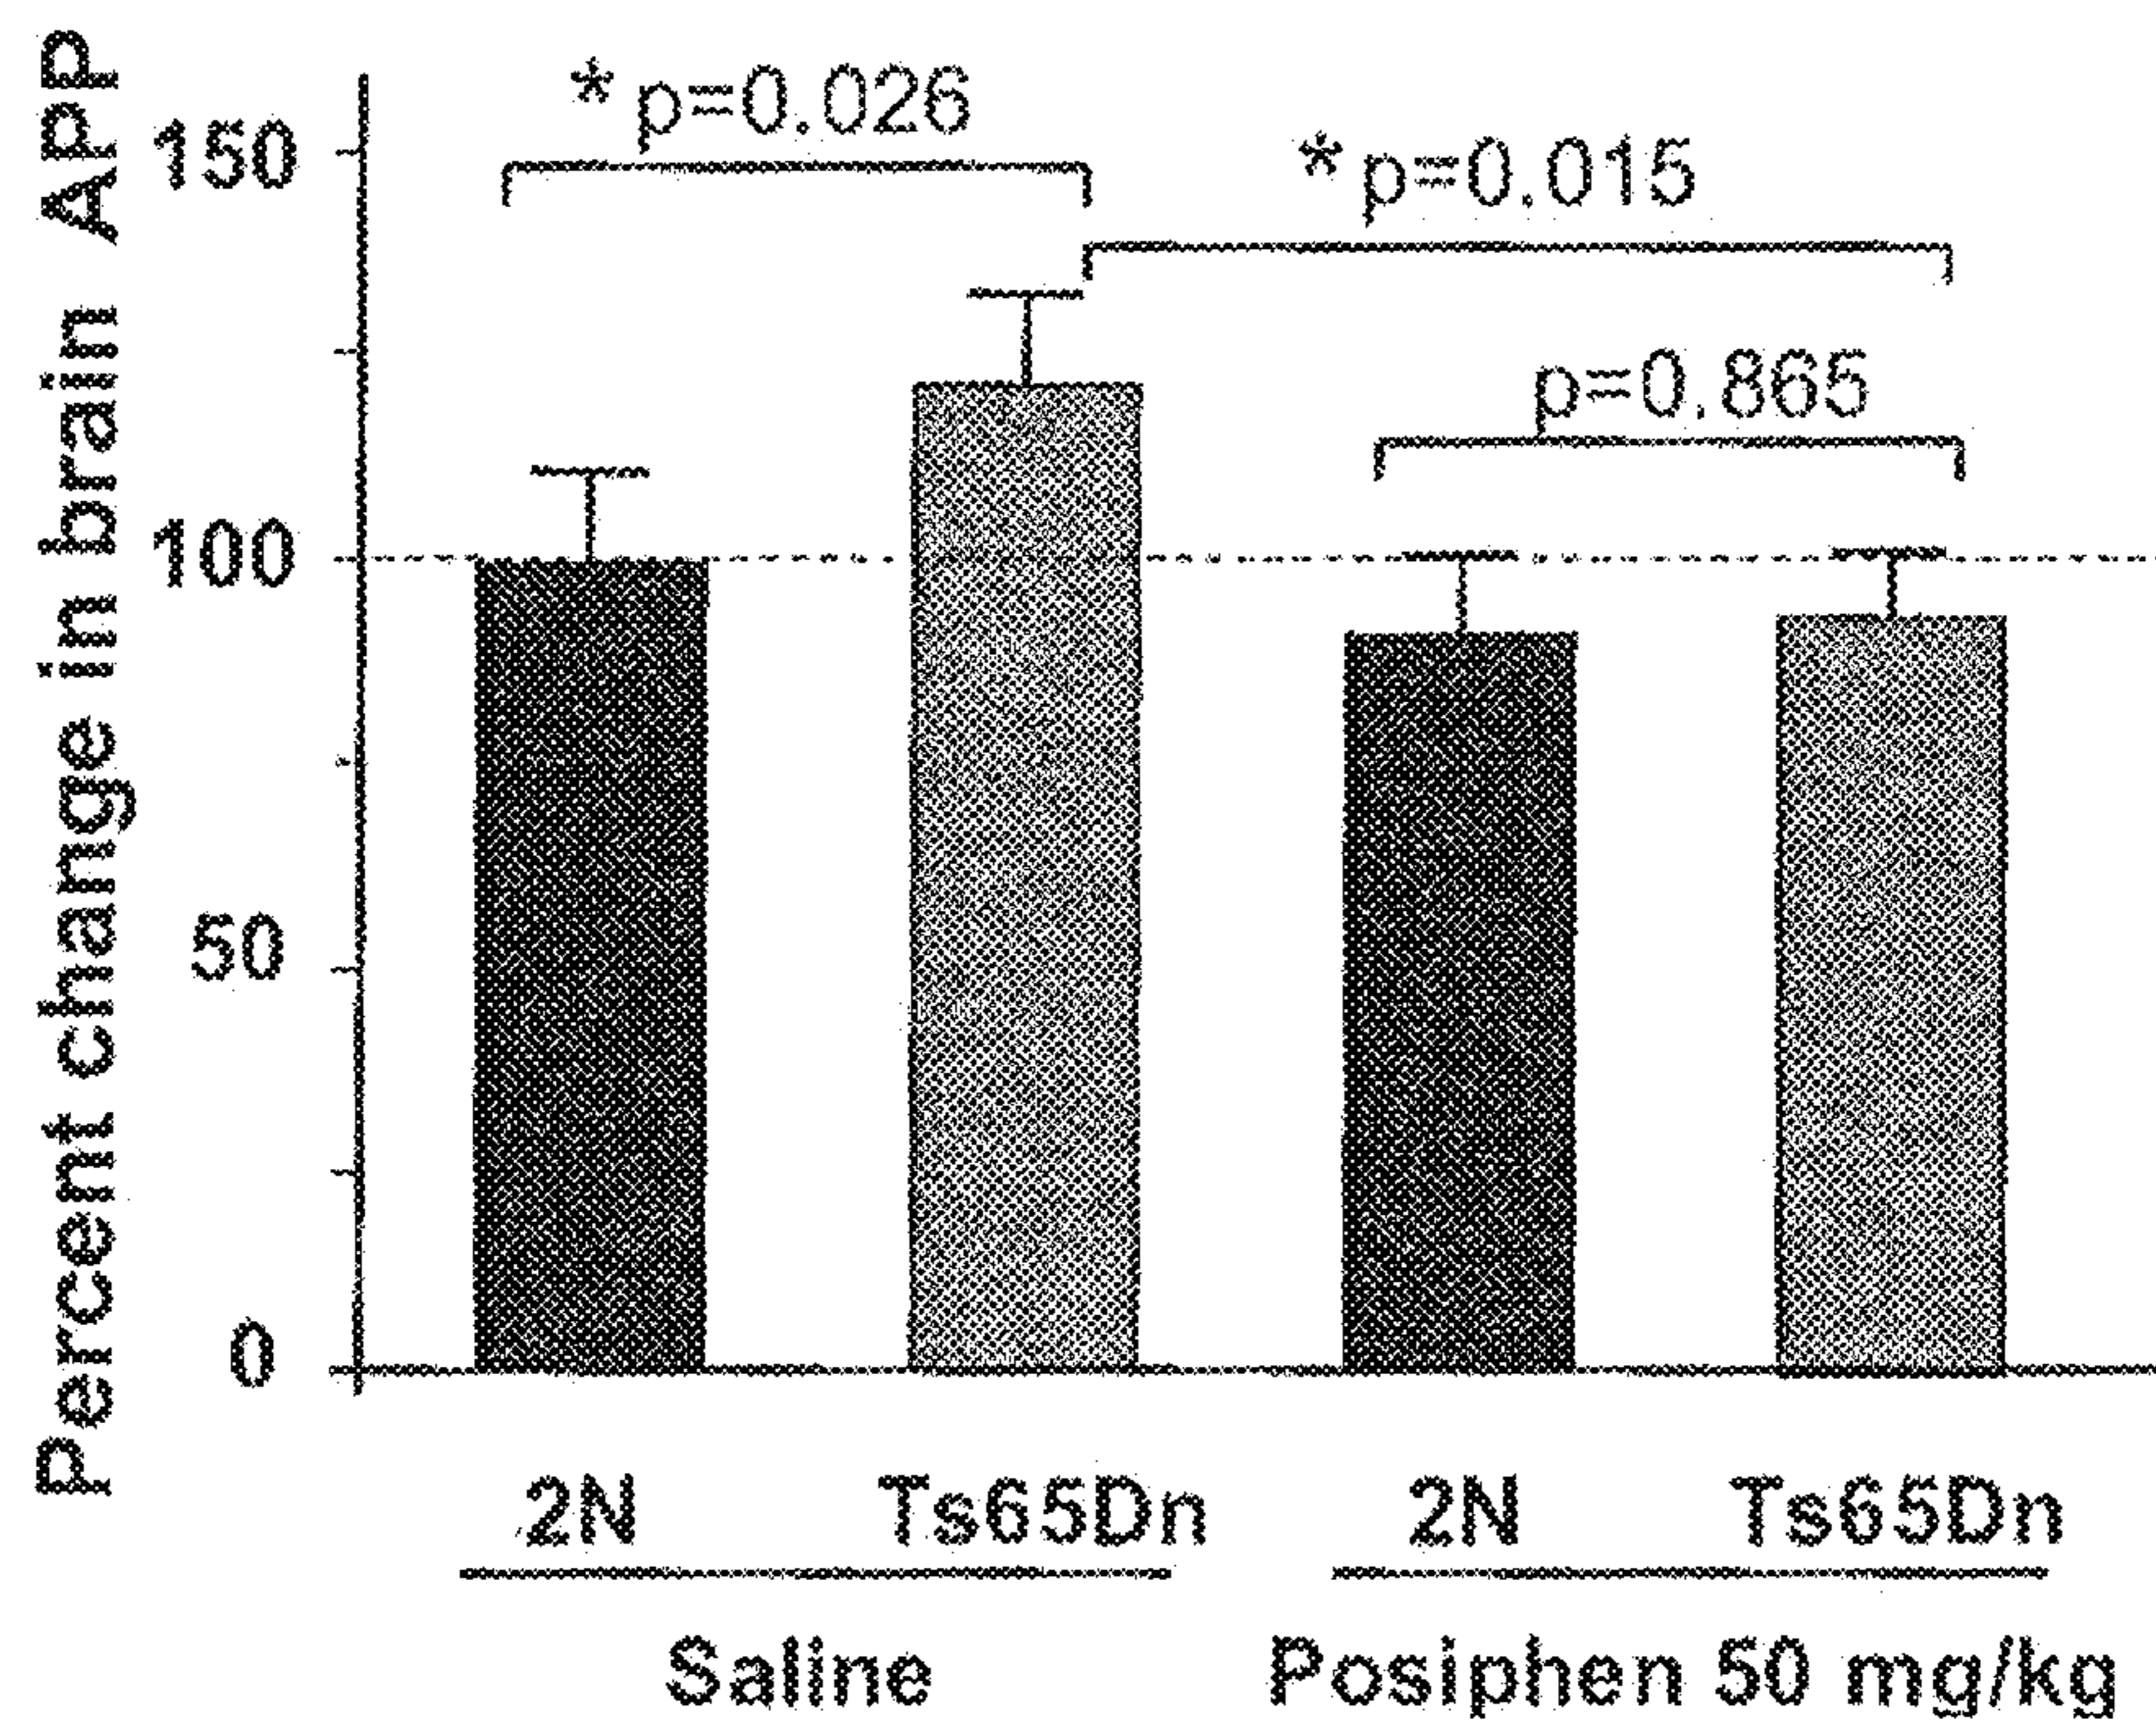 Percent change in brain APP
150
100
50
0
* p=0.026
* p=0.015
p=0.865
2N Ts65Dn 2N Ts65Dn
Saline Posiphen 50 mg/kg